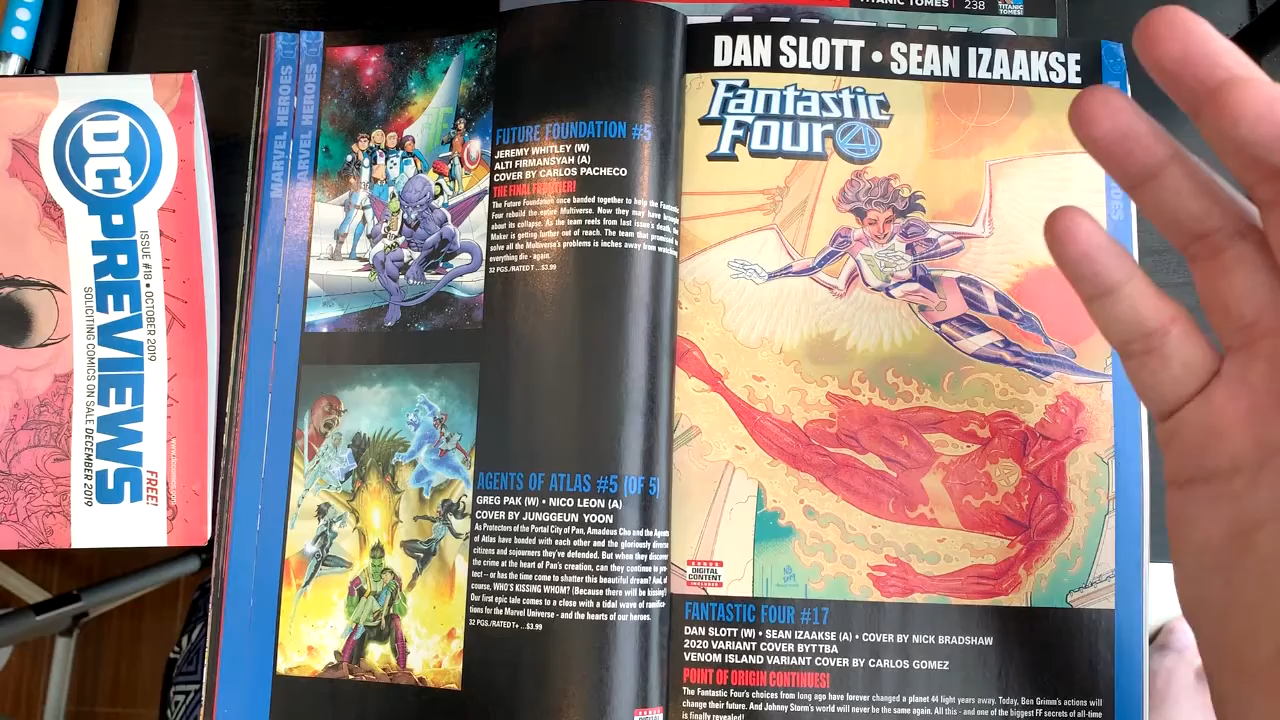 TITANIC TOMES
238
TITANIC
TOMES!
DC
PREVIEWS
ISSUE #18 • OCTOBER 2019
SOLICITING COMICS ON SALE DECEMBER 2019
FREE!
MARVEL HEROES
MARVEL HEROES
FUTURE FOUNDATION #5
JEREMY WHITLEY (W)
ALTI FIRMANSYAH (A)
COVER BY CARLOS PACHECO
THE FINAL FRONTIER!
The Future Foundation once banded together to help the Fantastic
Four rebuild the entire Multiverse. Now they may have brought
about its collapse. As the team reels from last issue's death, the
Maker is getting further out of reach. The team that promised to
solve all the Multiverse's problems is inches away from watching
everything die - again.
32 PGS./RATED T ...$3.99
AGENTS OF ATLAS #5 (OF 5)
GREG PAK (W) • NICO LEON (A)
COVER BY JUNGGEUN YOON
As Protectors of the Portal City of Pan, Amadeus Cho and the Agents
of Atlas have bonded with each other and the gloriously diverse
citizens and sojourners they've defended. But when they discover
the crime at the heart of Pan's creation, can they continue to pro-
tect -- or has the time come to shatter this beautiful dream? And, of
course, WHO'S KISSING WHOM? (Because there will be kissing!)
Our first epic tale comes to a close with a tidal wave of ramifica-
tions for the Marvel Universe - and the hearts of our heroes.
32 PGS./RATED T+ ...$3.99
DAN SLOTT • SEAN IZAAKSE
Fantastic
Four
4
BONUS
DIGITAL
CONTENT
INCLUDED
FANTASTIC FOUR #17
DAN SLOTT (W) • SEAN IZAAKSE (A) • COVER BY NICK BRADSHAW
2020 VARIANT COVER BYTTBA
VENOM ISLAND VARIANT COVER BY CARLOS GOMEZ
POINT OF ORIGIN CONTINUES!
The Fantastic Four's choices from long ago have forever changed a planet 44 light years away. Today, Ben Grimm's actions will
change their future. And Johnny Storm's world will never be the same again. All this - and one of the biggest FF secrets of all-time
is finally revealed!
BONUS
DIGITAL